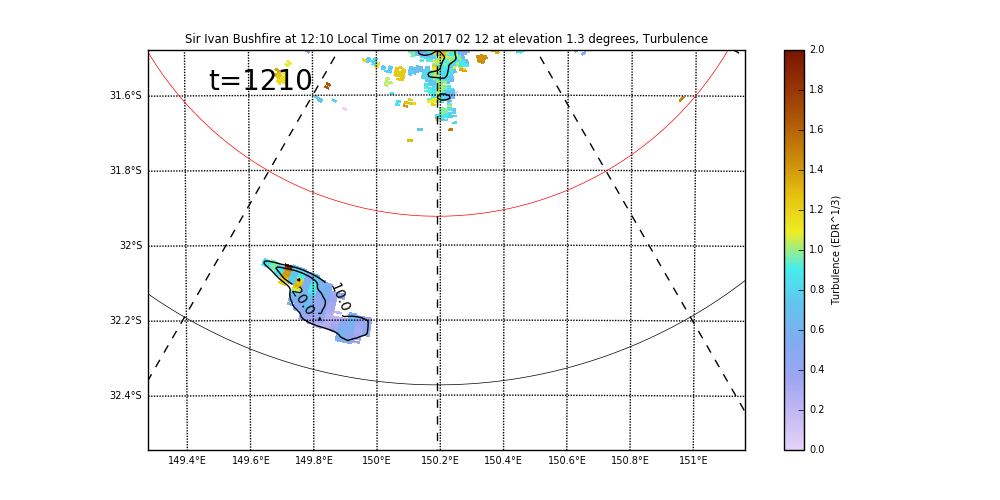 Sir Ivan Bushfire at 12:10 Local Time on 2017 02 12 at elevation 1.3 degrees, Turbulence
t=1210
31.6°S
31.8°S
32°S
32.2°S
32.4°S
149.4°E 149.6°E 149.8°E 150°E 150.2°E 150.4°E 150.6°E 150.8°E 151°E
20.0
10.0
2.0
1.8
1.6
1.4
1.2
1.0
0.8
0.6
0.4
0.2
0.0
Turbulence (EDR^1/3)